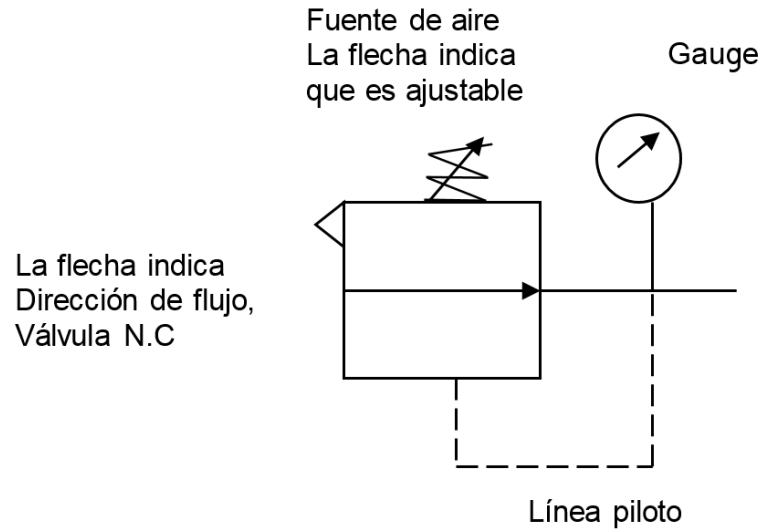 Fuente de aire
La flecha indica
que es ajustable
Gauge
La flecha indica
Dirección de flujo,
Válvula N.C
Línea piloto